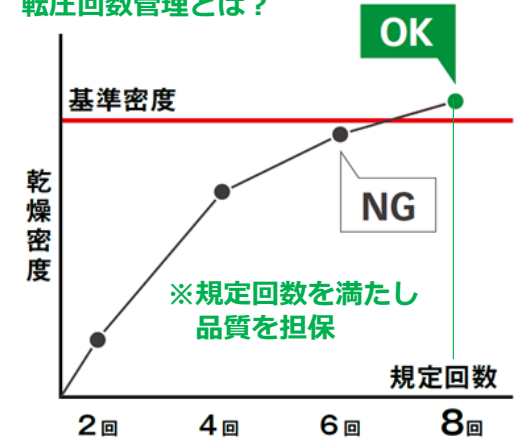 転圧回数管理とは?
OK
基準密度
乾燥密度
NG
※規定回数を満たし
品質を担保
規定回数
2回 4回 6回 8回